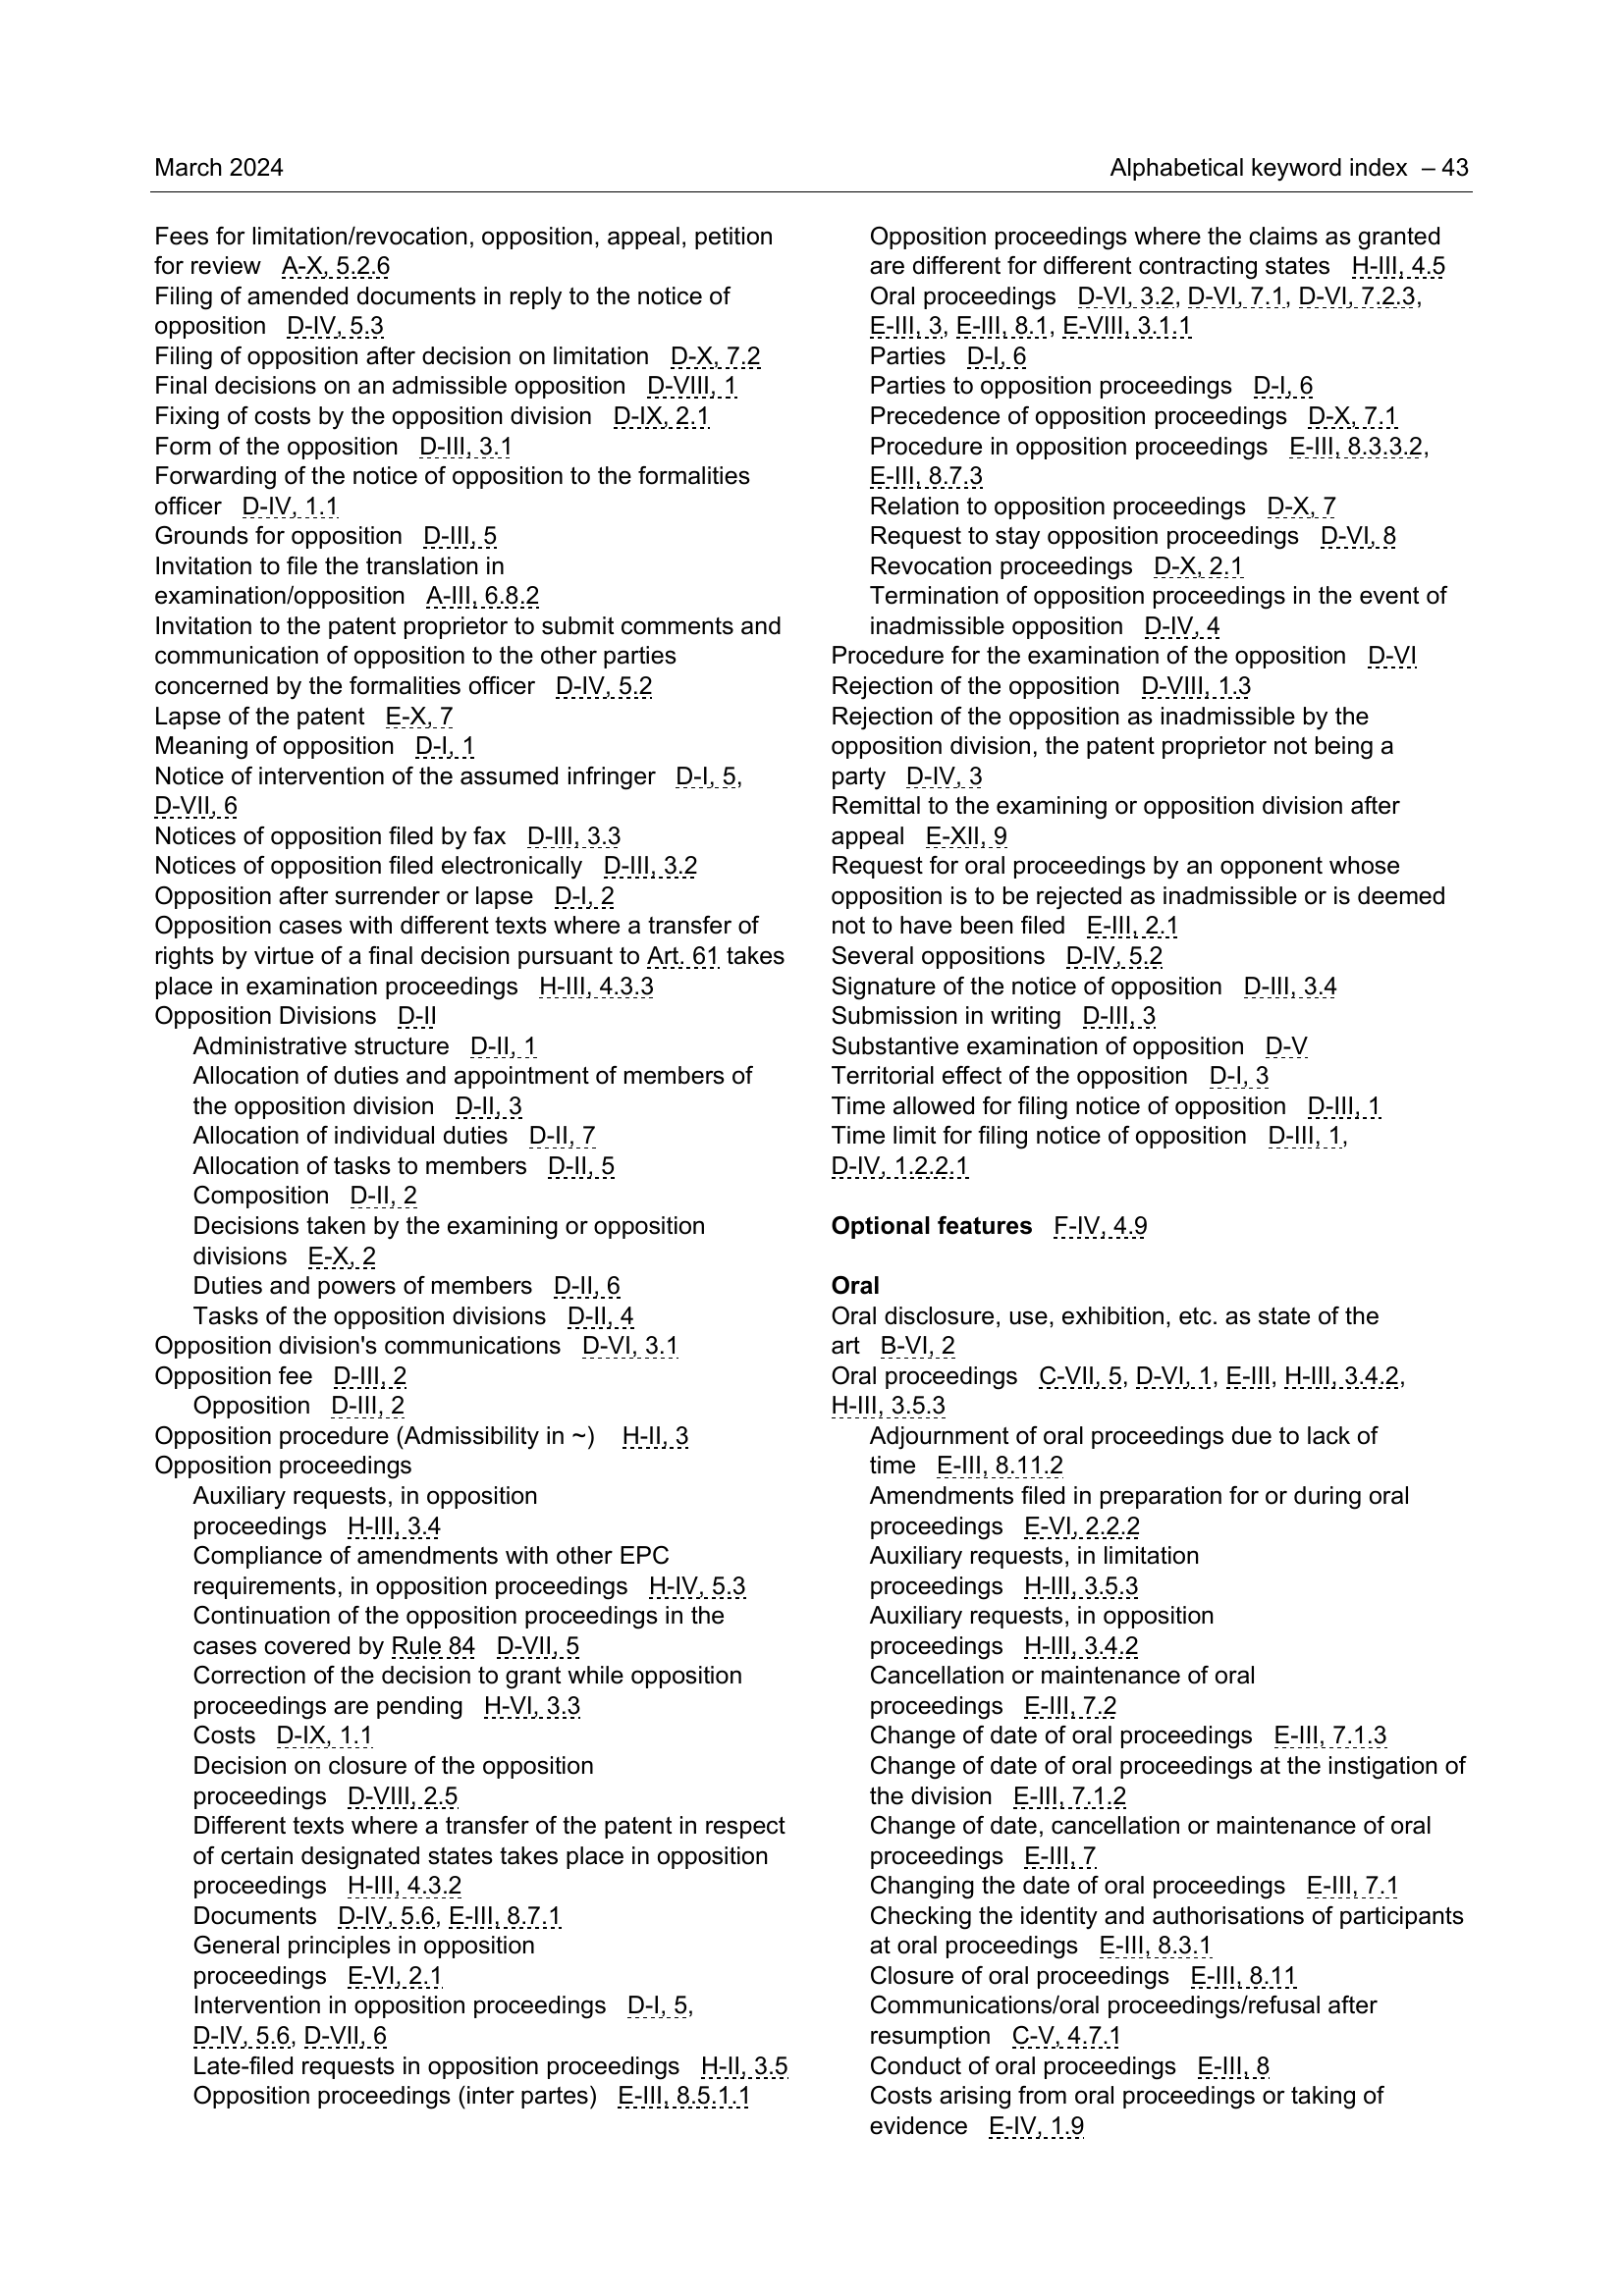 March 2024
Alphabetical keyword index – 43
Fees for limitation/revocation, opposition, appeal, petition
for review A-X, 5.2.6
Filing of amended documents in reply to the notice of
opposition D-IV, 5.3
Filing of opposition after decision on limitation D-X, 7.2
Final decisions on an admissible opposition D-VIII, 1
Fixing of costs by the opposition division D-IX, 2.1
Form of the opposition D-III, 3.1
Forwarding of the notice of opposition to the formalities
officer D-IV, 1.1
Grounds for opposition D-III, 5
Invitation to file the translation in
examination/opposition A-III, 6.8.2
Invitation to the patent proprietor to submit comments and
communication of opposition to the other parties
concerned by the formalities officer D-IV, 5.2
Lapse of the patent E-X, 7
Meaning of opposition D-I, 1
Notice of intervention of the assumed infringer D-I, 5,
D-VII, 6
Notices of opposition filed by fax D-III, 3.3
Notices of opposition filed electronically D-III, 3.2
Opposition after surrender or lapse D-I, 2
Opposition cases with different texts where a transfer of
rights by virtue of a final decision pursuant to Art. 61 takes
place in examination proceedings H-III, 4.3.3
Opposition Divisions D-II
Administrative structure D-II, 1
Allocation of duties and appointment of members of
the opposition division D-II, 3
Allocation of individual duties D-II, 7
Allocation of tasks to members D-II, 5
Composition D-II, 2
Decisions taken by the examining or opposition
divisions E-X, 2
Duties and powers of members D-II, 6
Tasks of the opposition divisions D-II, 4
Opposition division's communications D-VI, 3.1
Opposition fee D-III, 2
Opposition D-III, 2
Opposition procedure (Admissibility in ~) H-II, 3
Opposition proceedings
Auxiliary requests, in opposition
proceedings H-III, 3.4
Compliance of amendments with other EPC
requirements, in opposition proceedings H-IV, 5.3
Continuation of the opposition proceedings in the
cases covered by Rule 84 D-VII, 5
Correction of the decision to grant while opposition
proceedings are pending H-VI, 3.3
Costs D-IX, 1.1
Decision on closure of the opposition
proceedings D-VIII, 2.5
Different texts where a transfer of the patent in respect
of certain designated states takes place in opposition
proceedings H-III, 4.3.2
Documents D-IV, 5.6, E-III, 8.7.1
General principles in opposition
proceedings E-VI, 2.1
Intervention in opposition proceedings D-I, 5,
D-IV, 5.6, D-VII, 6
Late-filed requests in opposition proceedings H-II, 3.5
Opposition proceedings (inter partes) E-III, 8.5.1.1
Opposition proceedings where the claims as granted
are different for different contracting states H-III, 4.5
Oral proceedings D-VI, 3.2, D-VI, 7.1, D-VI, 7.2.3,
E-III, 3, E-III, 8.1, E-VIII, 3.1.1
Parties D-I, 6
Parties to opposition proceedings D-I, 6
Precedence of opposition proceedings D-X, 7.1
Procedure in opposition proceedings E-III, 8.3.3.2,
E-III, 8.7.3
Relation to opposition proceedings D-X, 7
Request to stay opposition proceedings D-VI, 8
Revocation proceedings D-X, 2.1
Termination of opposition proceedings in the event of
inadmissible opposition D-IV, 4
Procedure for the examination of the opposition D-VI
Rejection of the opposition D-VIII, 1.3
Rejection of the opposition as inadmissible by the
opposition division, the patent proprietor not being a
party D-IV, 3
Remittal to the examining or opposition division after
appeal E-XII, 9
Request for oral proceedings by an opponent whose
opposition is to be rejected as inadmissible or is deemed
not to have been filed E-III, 2.1
Several oppositions D-IV, 5.2
Signature of the notice of opposition D-III, 3.4
Submission in writing D-III, 3
Substantive examination of opposition D-V
Territorial effect of the opposition D-I, 3
Time allowed for filing notice of opposition D-III, 1
Time limit for filing notice of opposition D-III, 1,
D-IV, 1.2.2.1
Optional features F-IV, 4.9
Oral
Oral disclosure, use, exhibition, etc. as state of the
art B-VI, 2
Oral proceedings C-VII, 5, D-VI, 1, E-III, H-III, 3.4.2,
H-III, 3.5.3
Adjournment of oral proceedings due to lack of
time E-III, 8.11.2
Amendments filed in preparation for or during oral
proceedings E-VI, 2.2.2
Auxiliary requests, in limitation
proceedings H-III, 3.5.3
Auxiliary requests, in opposition
proceedings H-III, 3.4.2
Cancellation or maintenance of oral
proceedings E-III, 7.2
Change of date of oral proceedings E-III, 7.1.3
Change of date of oral proceedings at the instigation of
the division E-III, 7.1.2
Change of date, cancellation or maintenance of oral
proceedings E-III, 7
Changing the date of oral proceedings E-III, 7.1
Checking the identity and authorisations of participants
at oral proceedings E-III, 8.3.1
Closure of oral proceedings E-III, 8.11
Communications/oral proceedings/refusal after
resumption C-V, 4.7.1
Conduct of oral proceedings E-III, 8
Costs arising from oral proceedings or taking of
evidence E-IV, 1.9